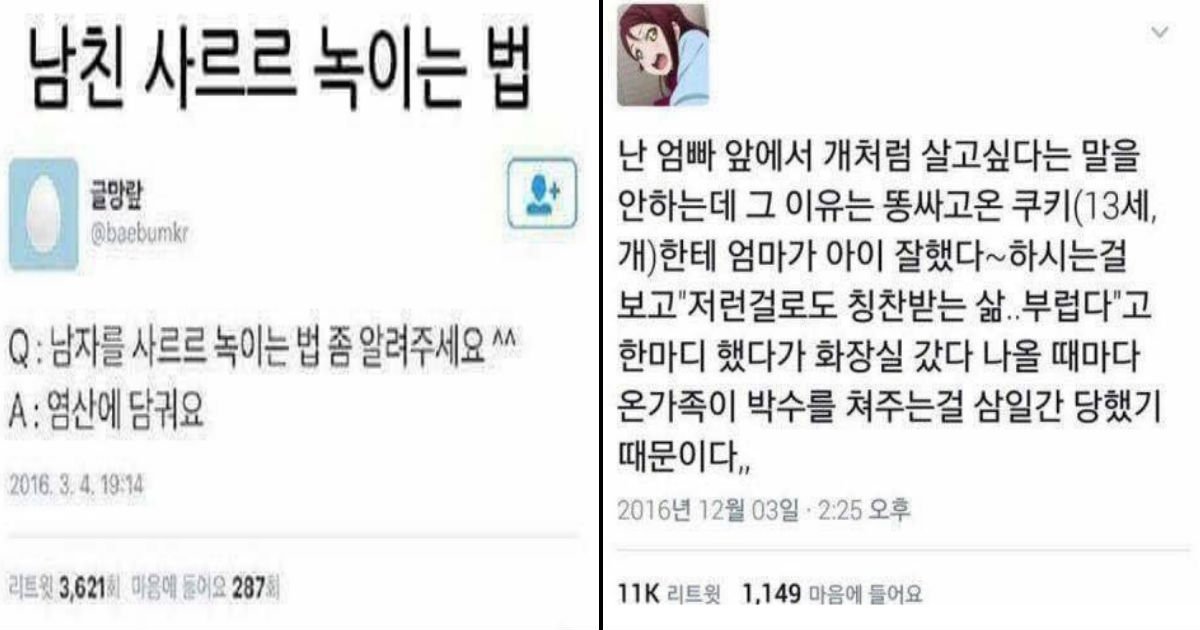 남친 사르르 녹이는 법
글망랖
@baebumkr
Q : 남자를 사르르 녹이는 법 좀 알려주세요 ^^
A : 염산에 담궈요
2016. 3. 4. 19:14
리트윗 3,621회 마음에 들어요 287회
난 엄빠 앞에서 개처럼 살고싶다는 말을
안하는데 그 이유는 똥싸고온 쿠키(13세,
개)한테 엄마가 아이 잘했다~하시는걸
보고"저런걸로도 칭찬받는 삶..부럽다"고
한마디 했다가 화장실 갔다 나올 때마다
온가족이 박수를 쳐주는걸 삼일간 당했기
때문이다,,
2016년 12월 03일 · 2:25 오후
11K 리트윗 1,149 마음에 들어요